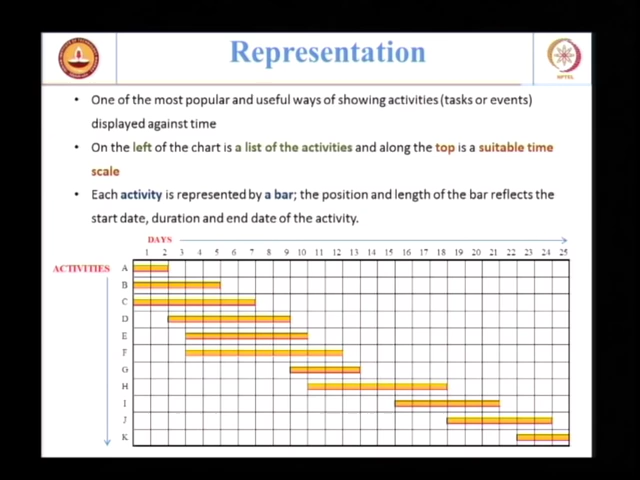 Representation
NPTEL
• One of the most popular and useful ways of showing activities (tasks or events)
displayed against time
• On the left of the chart is a list of the activities and along the top is a suitable time
scale
• Each activity is represented by a bar; the position and length of the bar reflects the
start date, duration and end date of the activity.
DAYS
1 2 3 4 5 6 7 8 9 10 11 12 13 14 15 16 17 18 19 20 21 22 23 24 25
ACTIVITIES A
B
C
D
E
F
G
H
I
J
K